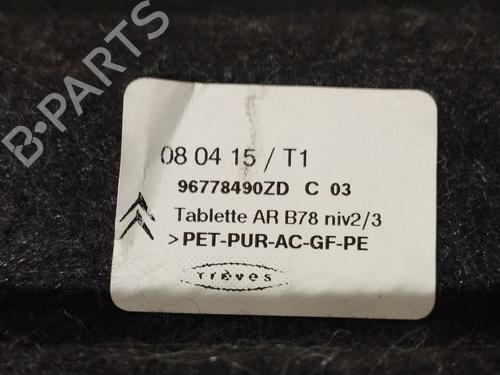 B-PARTS
08 04 15 / T1
96778490ZD C 03
Tablette AR B78 niv2/3
>PET-PUR-AC-GF-PE
Trèves